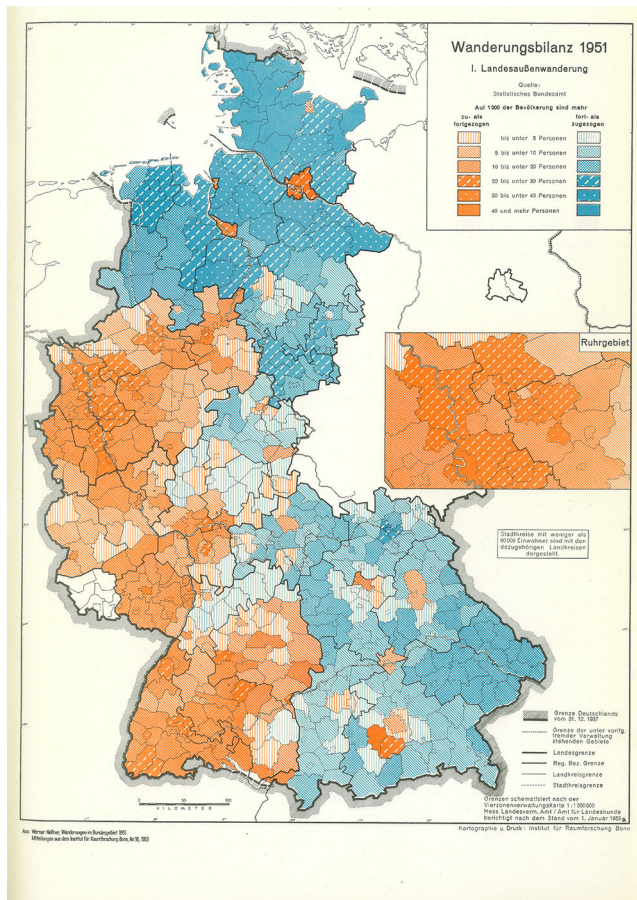 Wanderungsbilanz 1951
I. Landesaußenwanderung
Quelle:
Statistisches Bundesamt
Auf 1000 der Bevölkerung sind mehr
zu- als
fortgezogen
fort- als
zugezogen
bis unter 5 Personen
5 bis unter 10 Personen
10 bis unter 20 Personen
20 bis unter 30 Personen
30 bis unter 40 Personen
40 und mehr Personen
Ruhrgebiet
Stadtkreise mit weniger als
60000 Einwohner sind mit den
dazugehörigen Landkreisen
dargestellt.
Grenze Deutschlands
vom 31. 12. 1937
Grenze der unter vorlfg.
fremder Verwaltung
stehenden Gebiete
Landesgrenze
Reg. Bez. Grenze
Landkreisgrenze
Stadtkreisgrenze
0 50 100
KILOMETER
Grenzen schematisiert nach der
Vierzonenverwaltungskarte 1:1000000
Hess. Landesverm. Amt / Amt für Landeskunde
berichtigt nach dem Stand vom 1. Januar 1953
Kartographie u. Druck: Institut für Raumforschung Bonn
Aus: Werner Nellner, Wanderungen im Bundesgebiet 1951.
Mitteilungen aus dem Institut für Raumforschung Bonn, Nr. 18, 1953